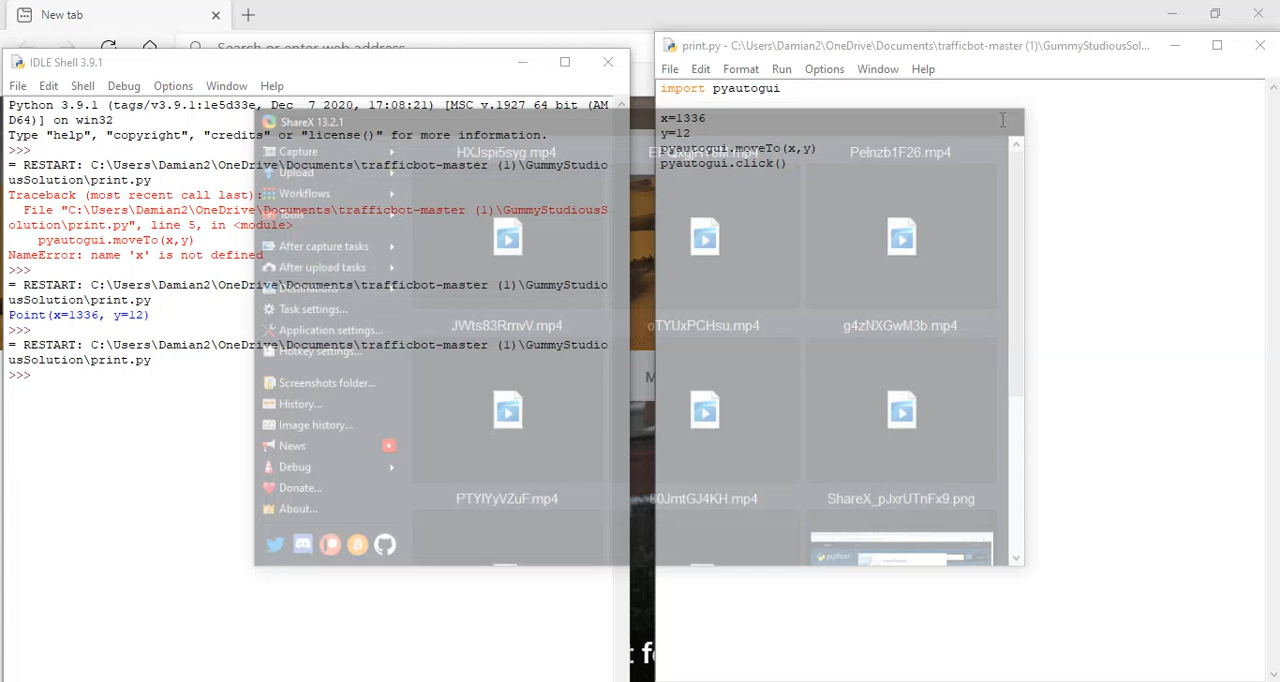 New tab
Search or enter web address
IDLE Shell 3.9.1
File Edit Shell Debug Options Window Help
Python 3.9.1 (tags/v3.9.1:1e5d33e, Dec 7 2020, 17:08:21) [MSC v.1927 64 bit (AM
D64)] on win32
Type "help", "copyright", "credits" or "license()" for more information.
>>>
= RESTART: C:\Users\Damian2\OneDrive\Documents\trafficbot-master (1)\GummyStudio
usSolution\print.py
Traceback (most recent call last):
File "C:\Users\Damian2\OneDrive\Documents\trafficbot-master (1)\GummyStudiousS
olution\print.py", line 5, in <module>
pyautogui.moveTo(x,y)
NameError: name 'x' is not defined
>>>
= RESTART: C:\Users\Damian2\OneDrive\Documents\trafficbot-master (1)\GummyStudio
usSolution\print.py
Point(x=1336, y=12)
>>>
= RESTART: C:\Users\Damian2\OneDrive\Documents\trafficbot-master (1)\GummyStudio
usSolution\print.py
>>>
print.py - C:\Users\Damian2\OneDrive\Documents\trafficbot-master (1)\GummyStudiousSol...
File Edit Format Run Options Window Help
import pyautogui
x=1336
y=12
pyautogui.moveTo(x,y)
pyautogui.click()
ShareX 13.2.1
Capture
Upload
Workflows
Tools
After capture tasks
After upload tasks
Destinations
Task settings...
Application settings...
Hotkey settings...
Screenshots folder...
History...
Image history...
News
Debug
Donate...
About...
HXJspi5syg.mp4
Pelnzb1F26.mp4
JWts83RmvV.mp4
oTYUxPCHsu.mp4
g4zNXGwM3b.mp4
PTYlYyVZuF.mp4
80JmtGJ4KH.mp4
ShareX_pJxrUTnFx9.png
python